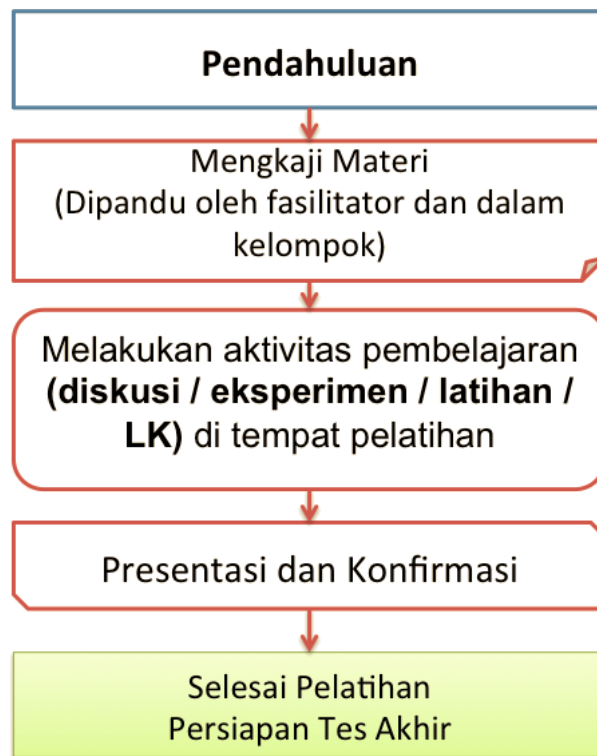 Pendahuluan
Mengkaji Materi
(Dipandu oleh fasilitator dan dalam
kelompok)
Melakukan aktivitas pembelajaran
(diskusi / eksperimen / latihan /
LK) di tempat pelatihan
Presentasi dan Konfirmasi
Selesai Pelatihan
Persiapan Tes Akhir